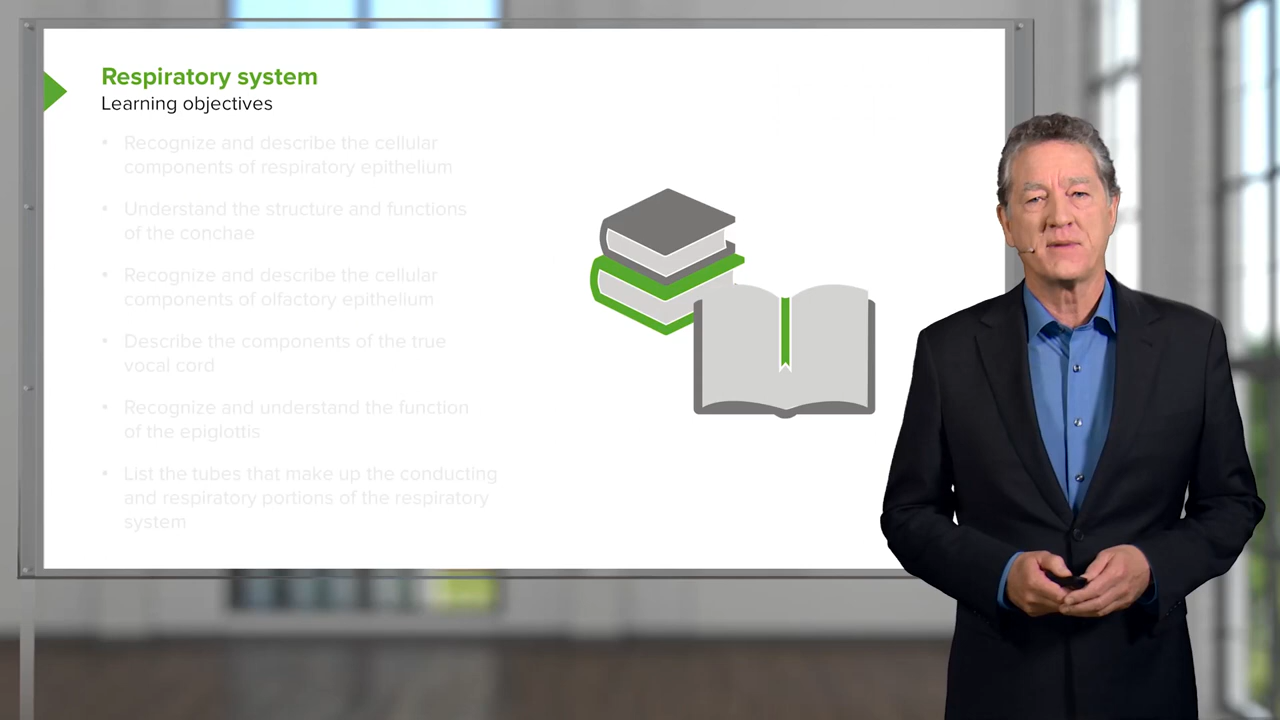 Respiratory system
Learning objectives
• Recognize and describe the cellular
components of respiratory epithelium
• Understand the structure and functions
of the conchae
• Recognize and describe the cellular
components of olfactory epithelium
• Describe the components of the true
vocal cord
• Recognize and understand the function
of the epiglottis
• List the tubes that make up the conducting
and respiratory portions of the respiratory
system